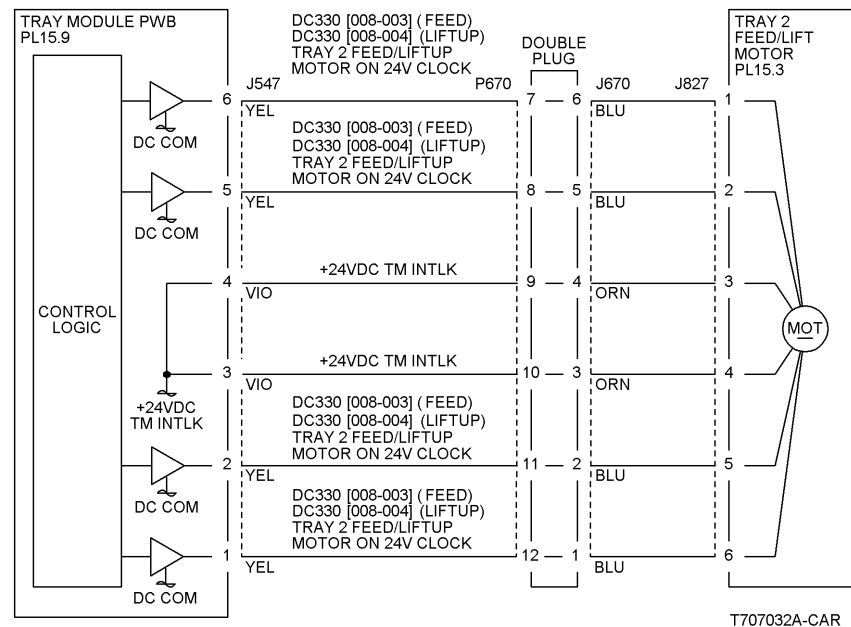 TRAY MODULE PWB
PL15.9
DC330 [008-003] ( FEED)
DC330 [008-004] (LIFTUP)
TRAY 2 FEED/LIFTUP
MOTOR ON 24V CLOCK
DOUBLE
PLUG
TRAY 2
FEED/LIFT
MOTOR
PL15.3
J547
P670
J670
J827
6
7
6
1
YEL
BLU
DC COM
DC330 [008-003] ( FEED)
DC330 [008-004] (LIFTUP)
TRAY 2 FEED/LIFTUP
MOTOR ON 24V CLOCK
5
8
5
2
YEL
BLU
DC COM
+24VDC TM INTLK
4
9
4
3
VIO
ORN
CONTROL
LOGIC
MOT
+24VDC TM INTLK
3
10
3
4
VIO
ORN
+24VDC
TM INTLK
DC330 [008-003] ( FEED)
DC330 [008-004] (LIFTUP)
TRAY 2 FEED/LIFTUP
MOTOR ON 24V CLOCK
2
11
2
5
YEL
BLU
DC COM
DC330 [008-003] ( FEED)
DC330 [008-004] (LIFTUP)
TRAY 2 FEED/LIFTUP
MOTOR ON 24V CLOCK
1
12
1
6
YEL
BLU
DC COM
T707032A-CAR